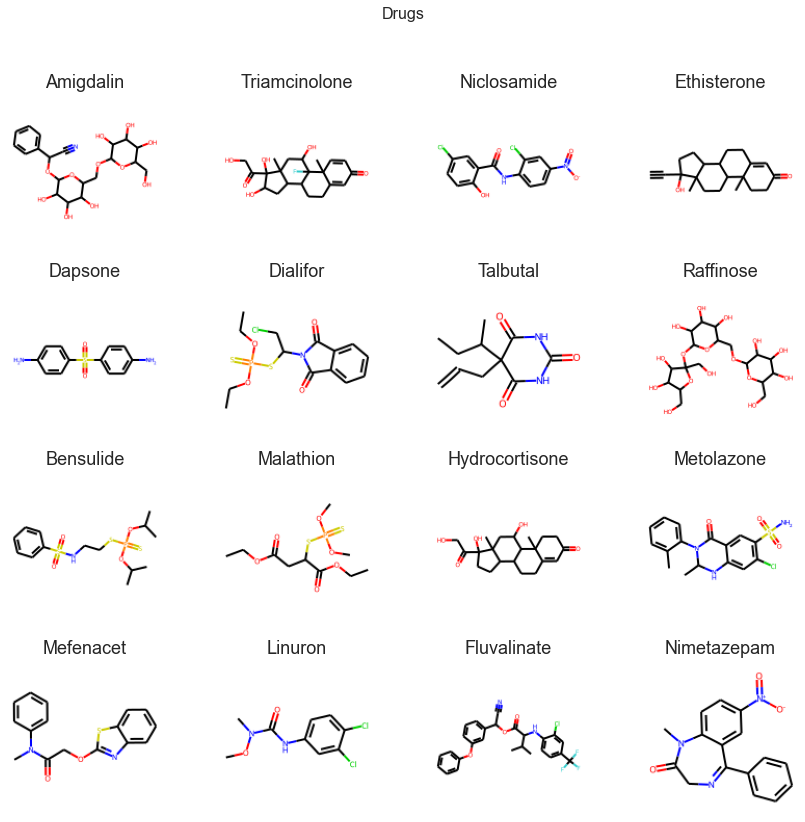 Drugs
Amigdalin Triamcinolone Niclosamide Ethisterone
Dapsone Dialifor Talbutal Raffinose
Bensulide Malathion Hydrocortisone Metolazone
Mefenacet Linuron Fluvalinate Nimetazepam